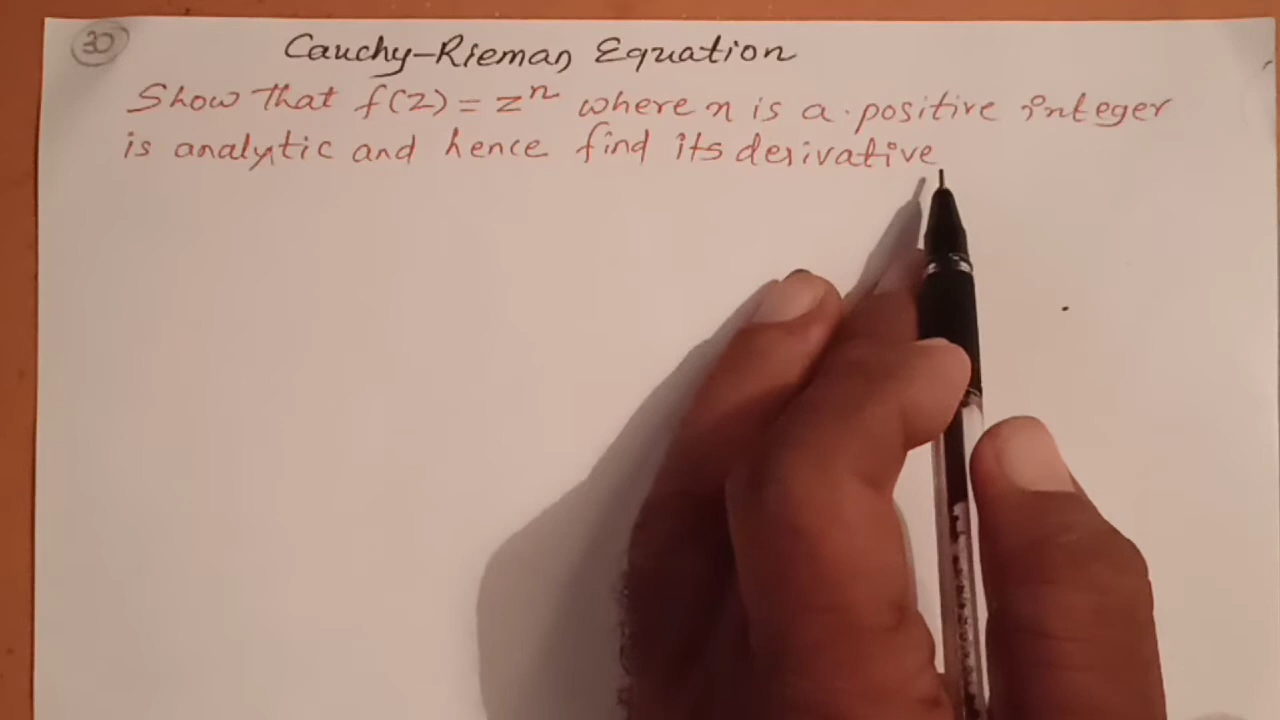 30
Cauchy-Rieman Equation
Show that f(z) = z^n where n is a positive integer
is analytic and hence find its derivative